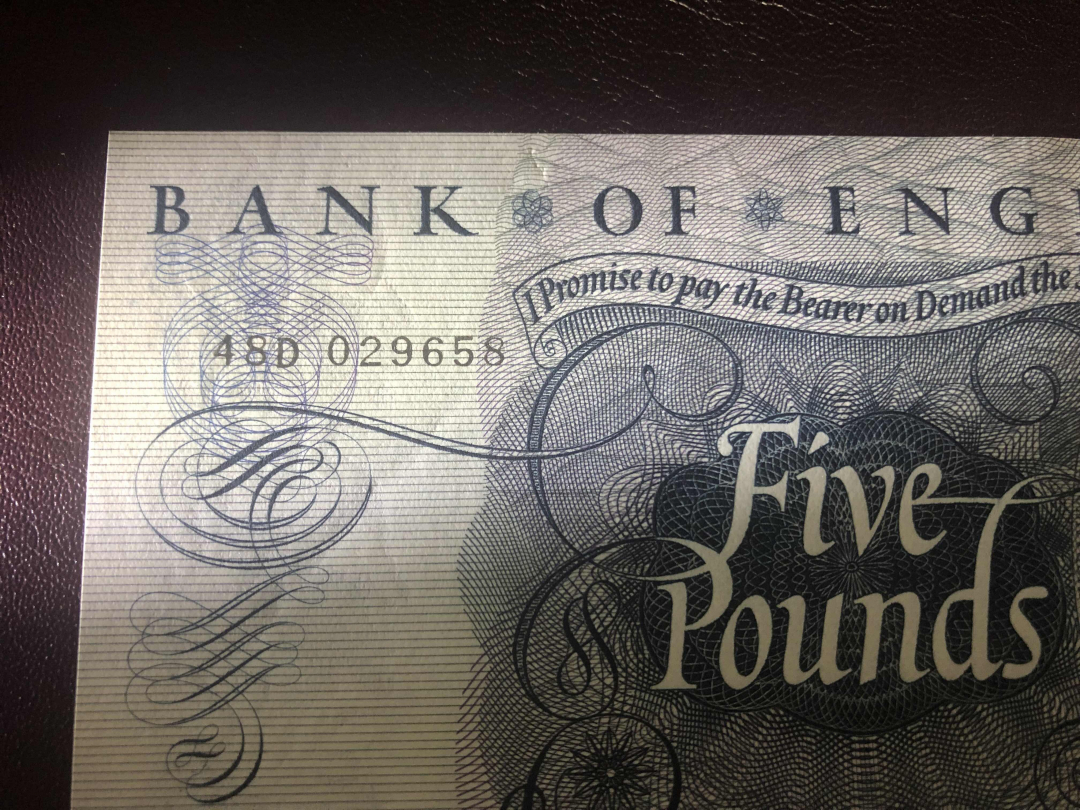 BANK OF ENG
I Promise to pay the Bearer on Demand the
48D 029658
Five
Pounds